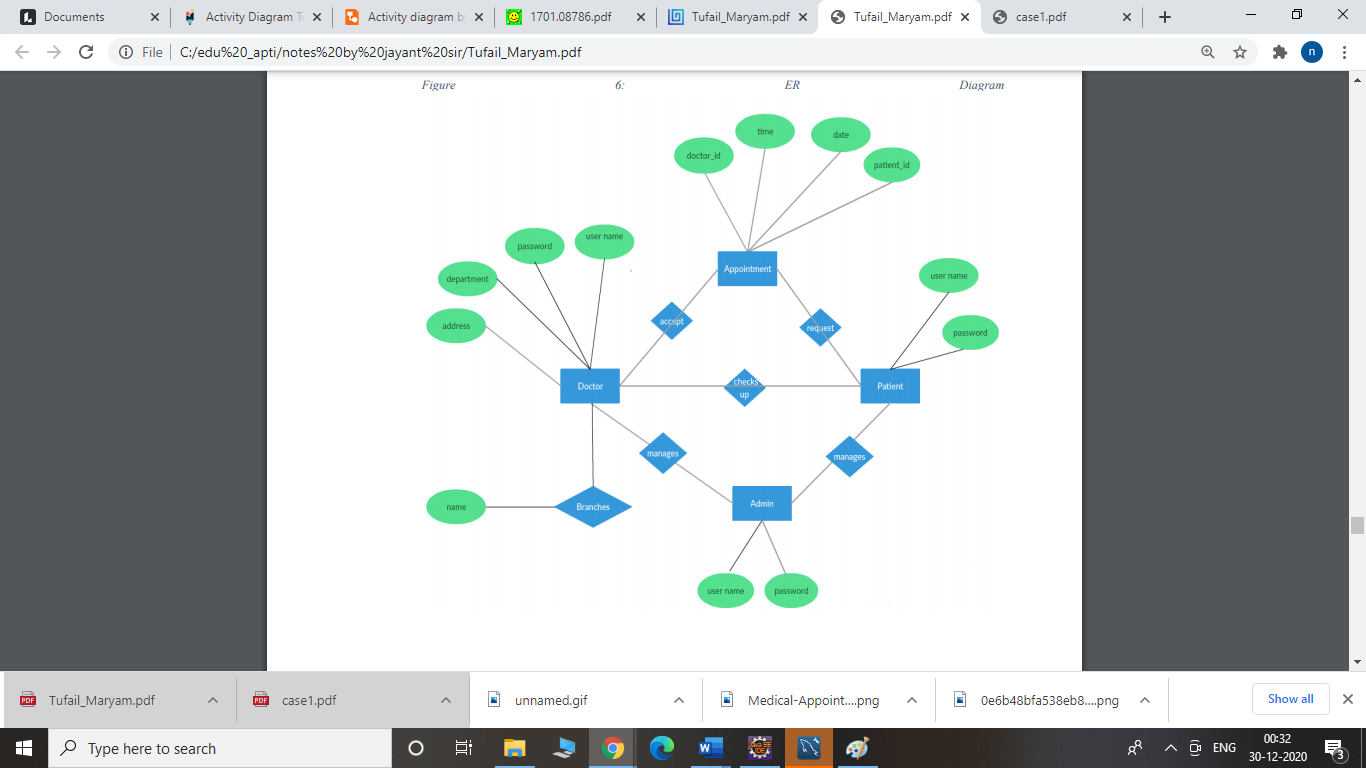 Documents
Activity Diagram T
Activity diagram b
1701.08786.pdf
Tufail_Maryam.pdf
Tufail_Maryam.pdf
case1.pdf
File
C:/edu%20_apti/notes%20by%20jayant%20sir/Tufail_Maryam.pdf
n
Figure 6: ER Diagram
time
date
doctor_id
patient_id
user name
password
department
address
Appointment
user name
password
accept
request
Doctor
checks
up
Patient
manages
manages
name
Branches
Admin
user name
password
Tufail_Maryam.pdf
case1.pdf
unnamed.gif
Medical-Appoint....png
0e6b48bfa538eb8....png
Show all
Type here to search
ENG
00:32
30-12-2020
3